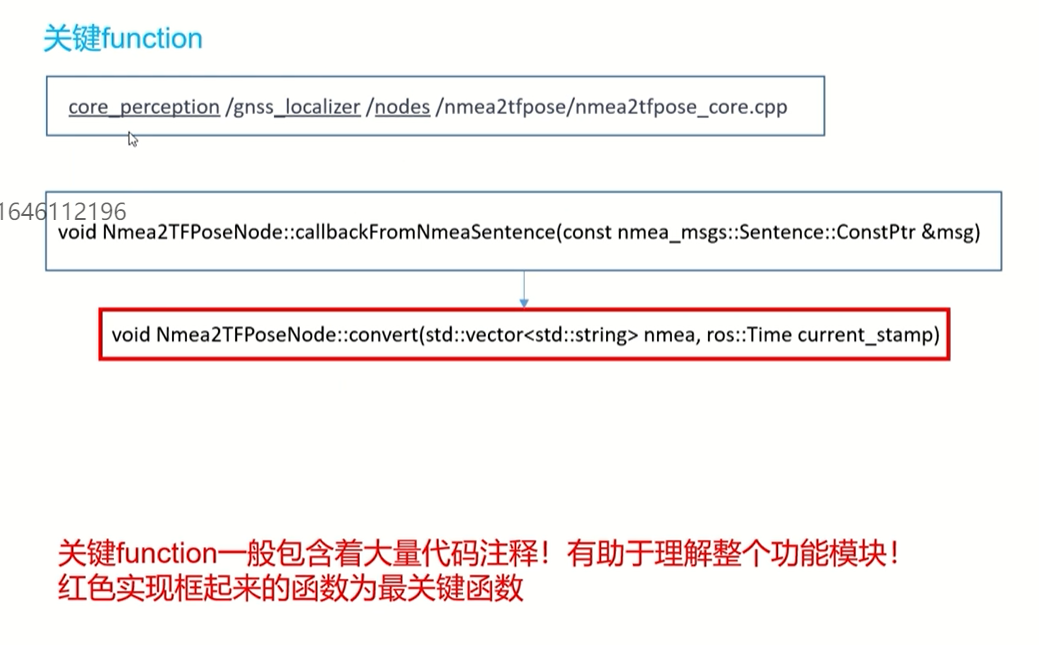 关键function
core_perception /gnss_localizer /nodes /nmea2tfpose/nmea2tfpose_core.cpp
1646112196
void Nmea2TFPoseNode::callbackFromNmeaSentence(const nmea_msgs::Sentence::ConstPtr &msg)
void Nmea2TFPoseNode::convert(std::vector<std::string> nmea, ros::Time current_stamp)
关键function一般包含着大量代码注释！有助于理解整个功能模块！
红色实现框起来的函数为最关键函数